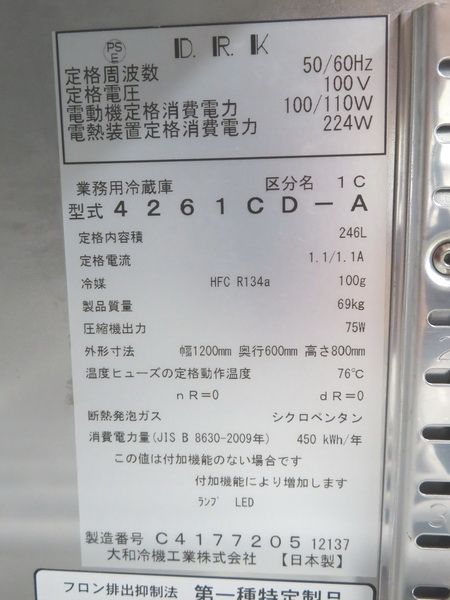 PS
E
D.R.K
定格周波数 50/60Hz
定格電圧 100V
電動機定格消費電力 100/110W
電熱装置定格消費電力 224W
業務用冷蔵庫 区分名 1C
型式 4261CD-A
定格内容積 246L
定格電流 1.1/1.1A
冷媒 HFC R134a 100g
製品質量 69kg
圧縮機出力 75W
外形寸法 幅1200mm 奥行600mm 高さ800mm
温度ヒューズの定格動作温度 76℃
nR=0 dR=0
断熱発泡ガス シクロペンタン
消費電力量(JIS B 8630-2009年) 450 kWh/年
この値は付加機能のない場合です
付加機能により増加します
ﾗﾝﾌﾟ LED
製造番号 C4177205 12137
大和冷機工業株式会社 【日本製】
フロン排出抑制法 第一種特定製品